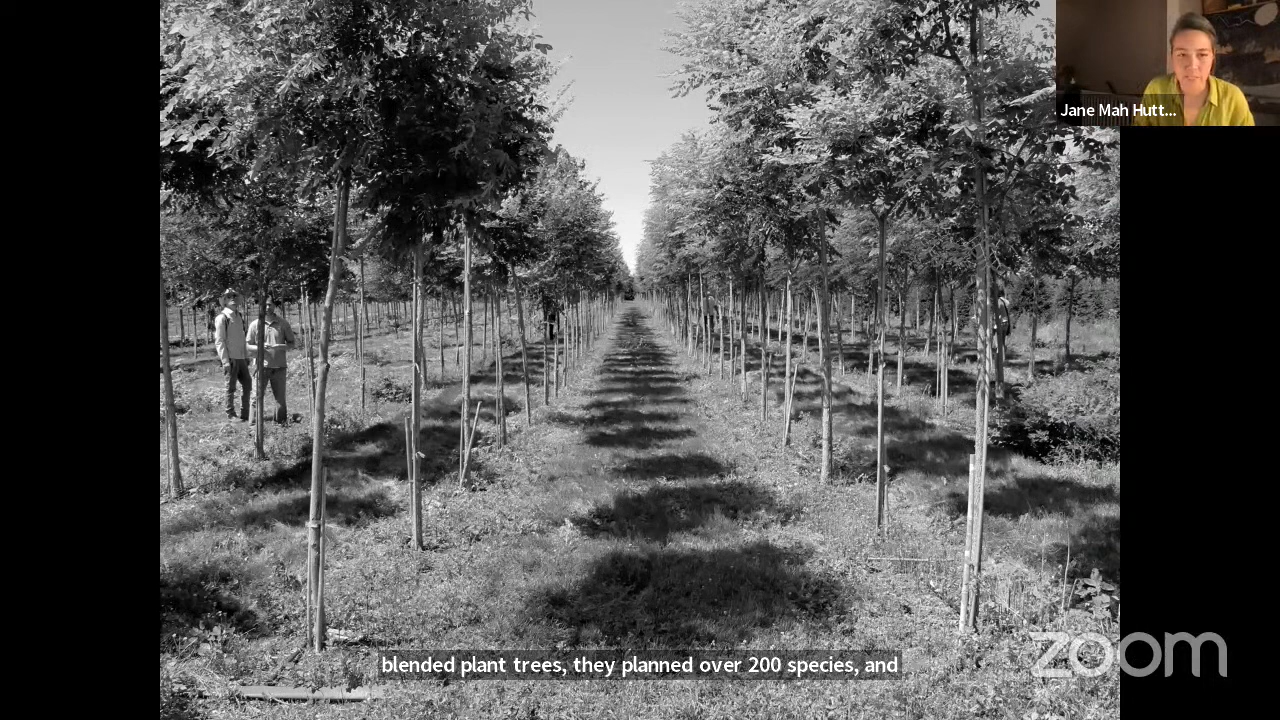 Jane Mah Hutt...
blended plant trees, they planned over 200 species, and
zoom